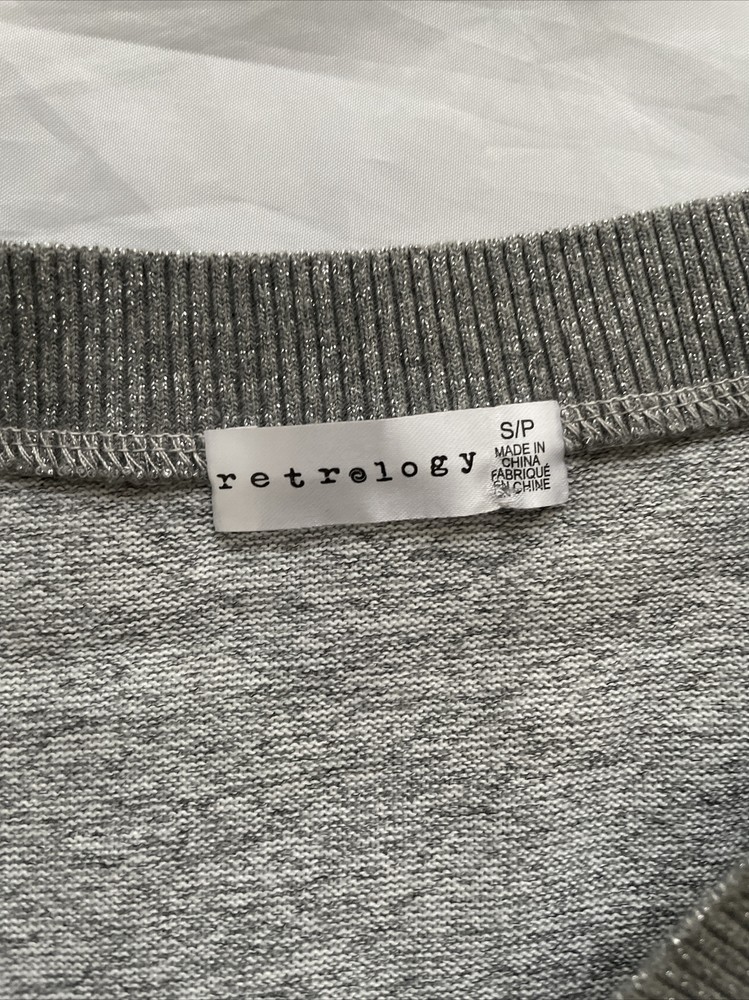 retrology
S/P
MADE IN
CHINA
FABRIQUÉ
EN CHINE